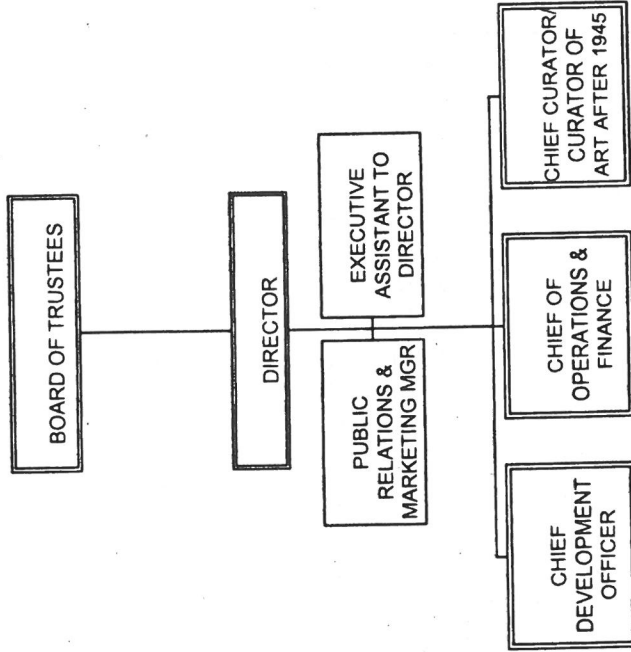 BOARD OF TRUSTEES
DIRECTOR
PUBLIC
RELATIONS &
MARKETING MGR
EXECUTIVE
ASSISTANT TO
DIRECTOR
CHIEF
DEVELOPMENT
OFFICER
CHIEF OF
OPERATIONS &
FINANCE
CHIEF CURATOR/
CURATOR OF
ART AFTER 1945